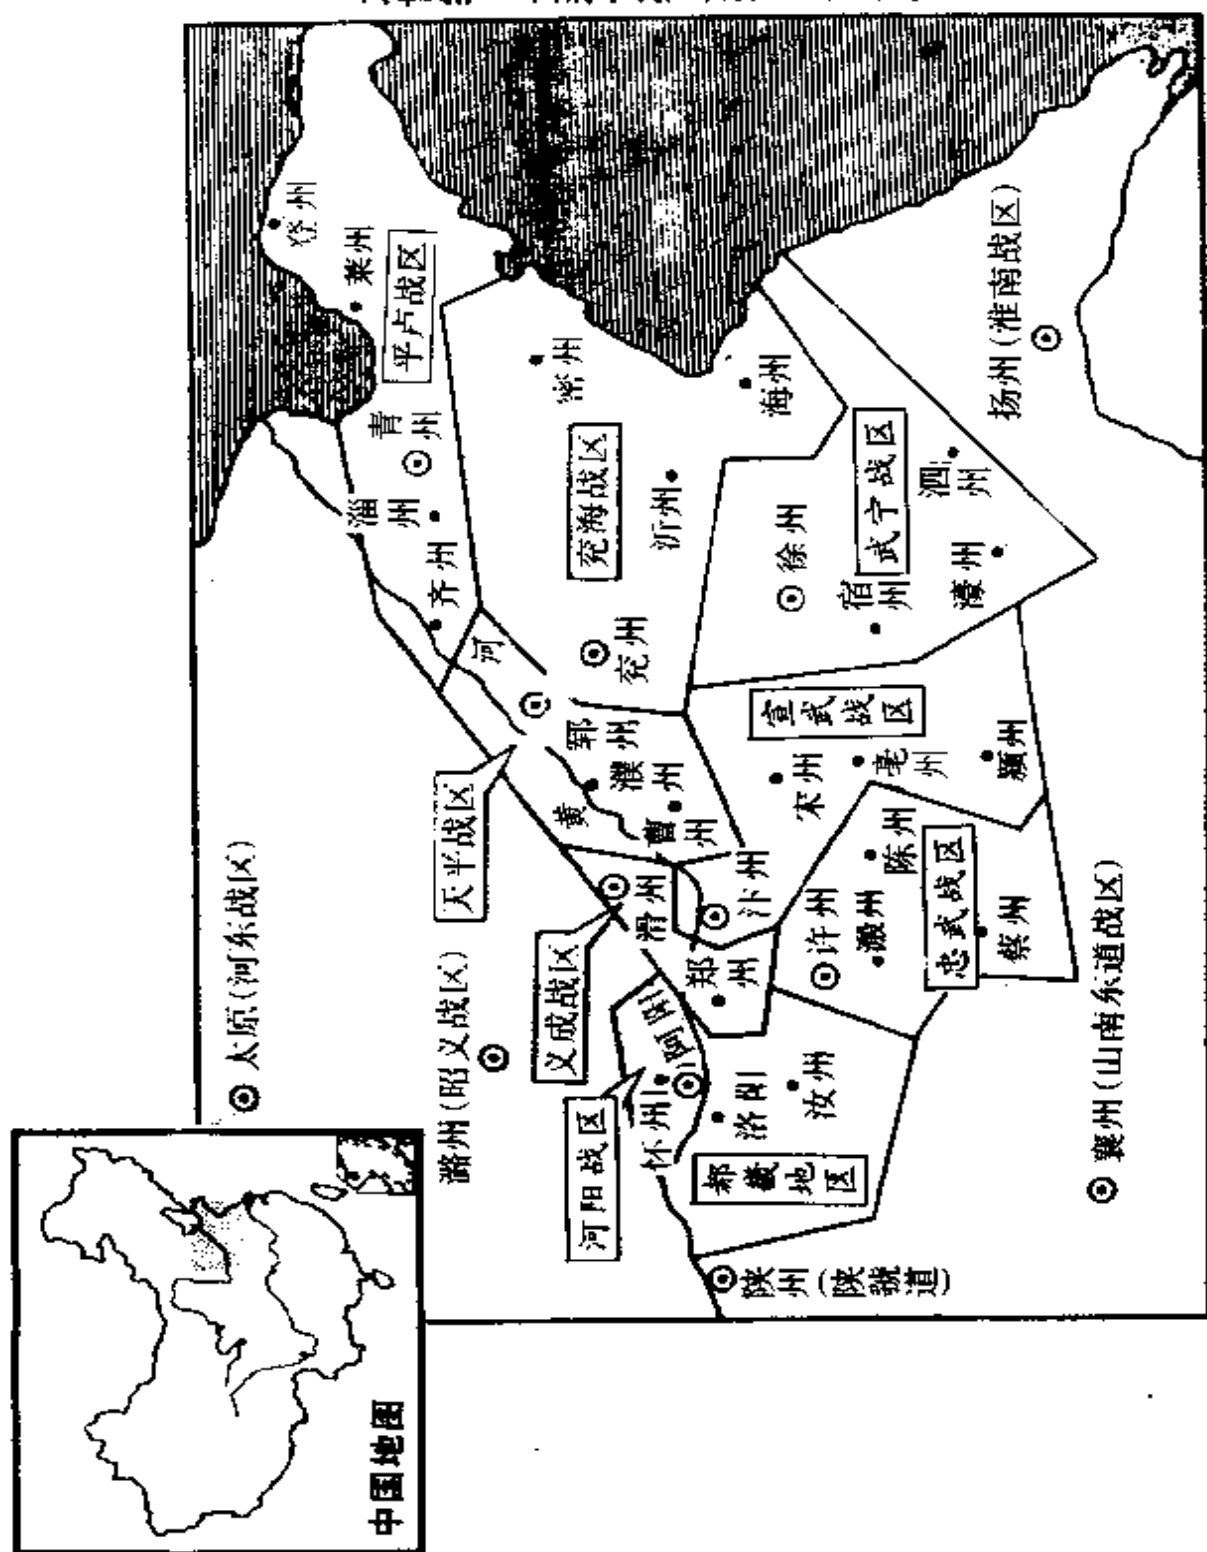 登州
莱州
平卢战区
青州
淄州
齐州
密州
兖海战区
沂州
海州
兖州
河
徐州
武宁战区
泗州
宿州
濠州
扬州(淮南战区)
天平战区
郓州
濮州
黄
曹州
宣武战区
宋州
亳州
颍州
太原(河东战区)
潞州(昭义战区)
义成战区
滑州
汴州
郑州
许州
溵州
陈州
忠武战区
蔡州
襄州(山南东道战区)
河阳战区
河阳
怀州
洛阳
汝州
都畿地区
陕州(陕虢道)
中国地图